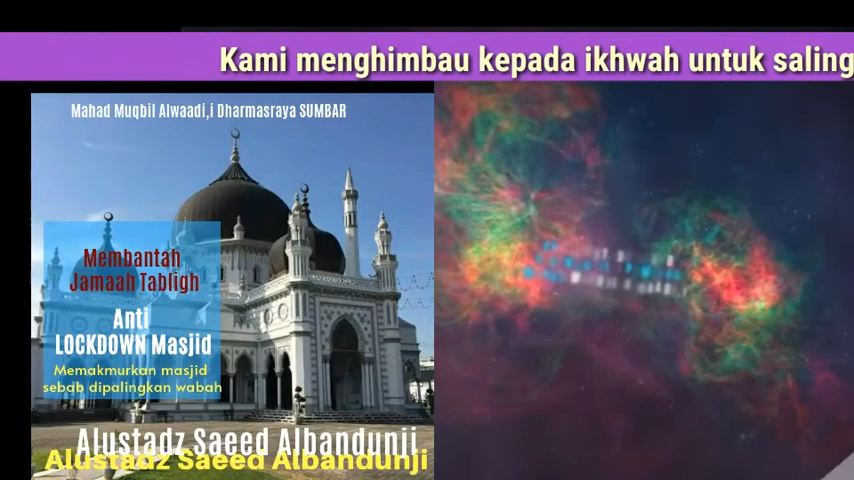 Kami menghimbau kepada ikhwah untuk saling
Mahad Muqbil Alwaadi,i Dharmasraya SUMBAR
Membantah
Jamaah Tabligh
Anti
LOCKDOWN Masjid
Memakmurkan masjid
sebab dipalingkan wabah
Alustadz Saeed Albandunji
Alustadz Saeed Albandunji